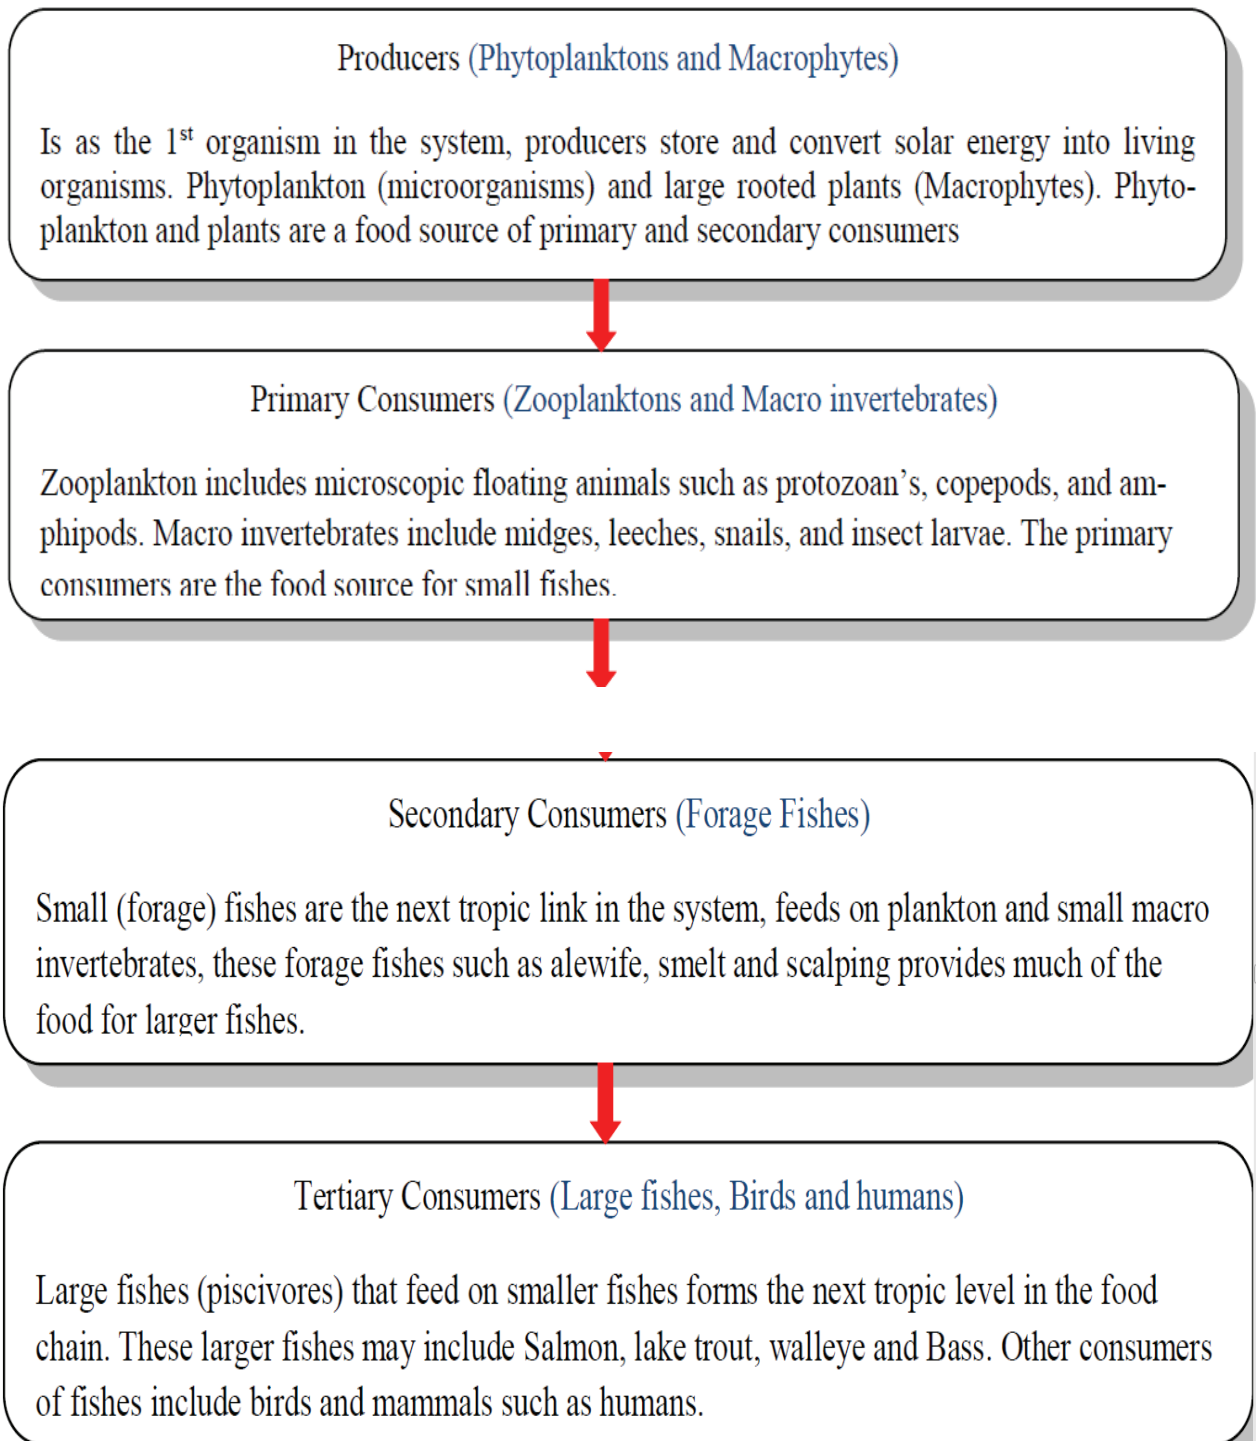 Producers (Phytoplanktons and Macrophytes)
Is as the 1st organism in the system, producers store and convert solar energy into living
organisms. Phytoplankton (microorganisms) and large rooted plants (Macrophytes). Phyto-
plankton and plants are a food source of primary and secondary consumers
Primary Consumers (Zooplanktons and Macro invertebrates)
Zooplankton includes microscopic floating animals such as protozoan’s, copepods, and am-
phipods. Macro invertebrates include midges, leeches, snails, and insect larvae. The primary
consumers are the food source for small fishes.
Secondary Consumers (Forage Fishes)
Small (forage) fishes are the next tropic link in the system, feeds on plankton and small macro
invertebrates, these forage fishes such as alewife, smelt and scalping provides much of the
food for larger fishes.
Tertiary Consumers (Large fishes, Birds and humans)
Large fishes (piscivores) that feed on smaller fishes forms the next tropic level in the food
chain. These larger fishes may include Salmon, lake trout, walleye and Bass. Other consumers
of fishes include birds and mammals such as humans.